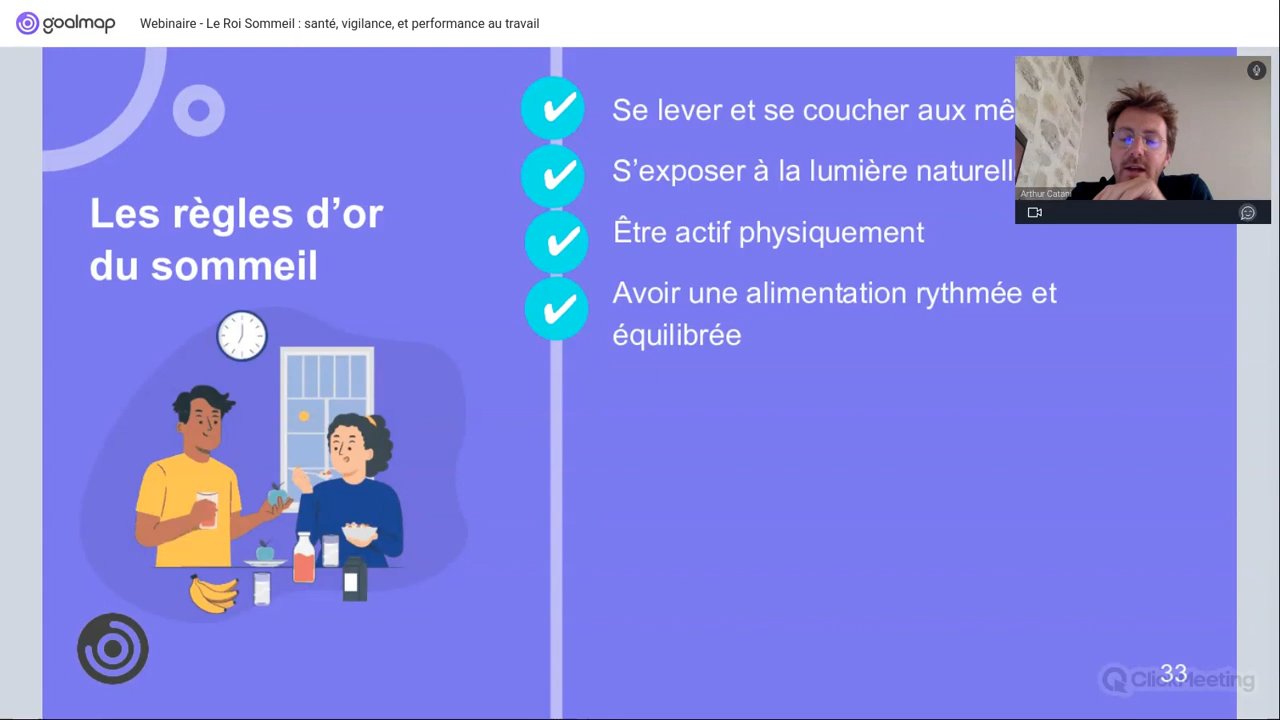 goalmap
Webinaire - Le Roi Sommeil : santé, vigilance, et performance au travail
Les règles d’or
du sommeil
Se lever et se coucher aux mê
S’exposer à la lumière naturell
Être actif physiquement
Avoir une alimentation rythmée et
équilibrée
Arthur Catani
33
ClickMeeting